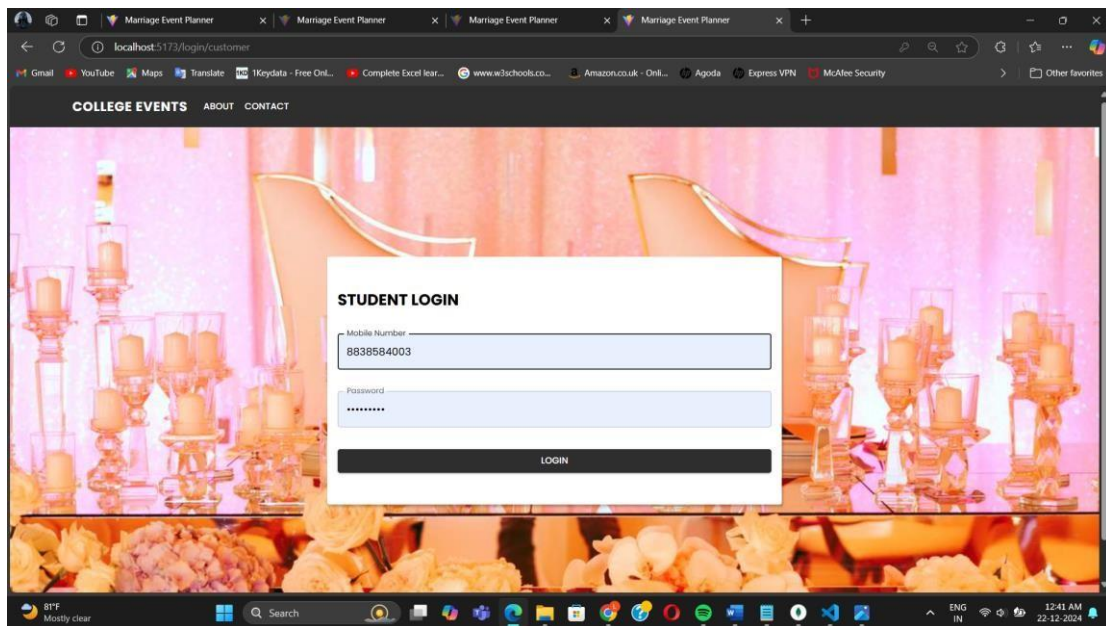 Marriage Event Planner
Marriage Event Planner
Marriage Event Planner
Marriage Event Planner
localhost:5173/login/customer
Gmail YouTube Maps Translate 1Keydata - Free Onl... Complete Excel lear... www.w3schools.co... Amazon.co.uk - Onli... Agoda Express VPN McAfee Security Other favorites
COLLEGE EVENTS ABOUT CONTACT
STUDENT LOGIN
Mobile Number
8838584003
Password
LOGIN
81°F
Mostly clear
Search
ENG
IN
12:41 AM
22-12-2024